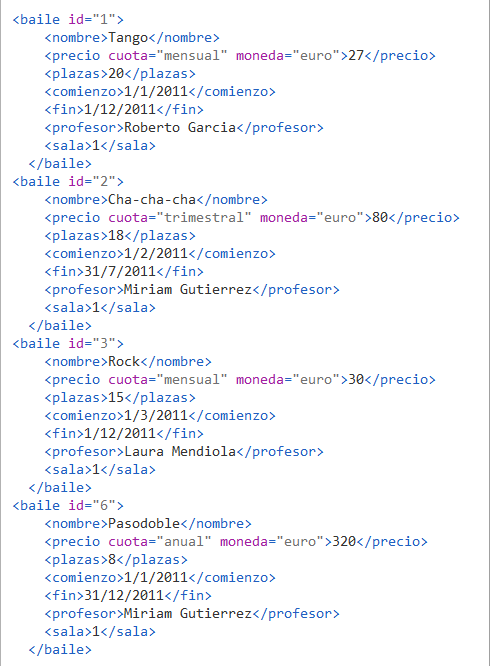 <baile id="1">
<nombre>Tango</nombre>
<precio cuota="mensual" moneda="euro">27</precio>
<plazas>20</plazas>
<comienzo>1/1/2011</comienzo>
<fin>1/12/2011</fin>
<profesor>Roberto Garcia</profesor>
<sala>1</sala>
</baile>
<baile id="2">
<nombre>Cha-cha-cha</nombre>
<precio cuota="trimestral" moneda="euro">80</precio>
<plazas>18</plazas>
<comienzo>1/2/2011</comienzo>
<fin>31/7/2011</fin>
<profesor>Miriam Gutierrez</profesor>
<sala>1</sala>
</baile>
<baile id="3">
<nombre>Rock</nombre>
<precio cuota="mensual" moneda="euro">30</precio>
<plazas>15</plazas>
<comienzo>1/3/2011</comienzo>
<fin>1/12/2011</fin>
<profesor>Laura Mendiola</profesor>
<sala>1</sala>
</baile>
<baile id="6">
<nombre>Pasodoble</nombre>
<precio cuota="anual" moneda="euro">320</precio>
<plazas>8</plazas>
<comienzo>1/1/2011</comienzo>
<fin>31/12/2011</fin>
<profesor>Miriam Gutierrez</profesor>
<sala>1</sala>
</baile>